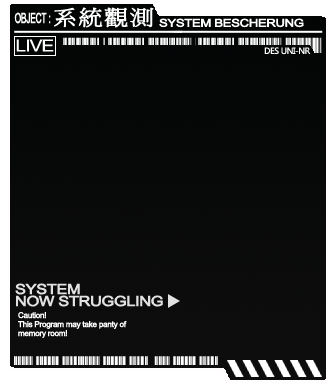 OBJECT : 系統觀測 SYSTEM BESCHERUNG
LIVE
DES UNI-NR
SYSTEM
NOW STRUGGLING ▶
Caution!
This Program may take panty of
memory room!